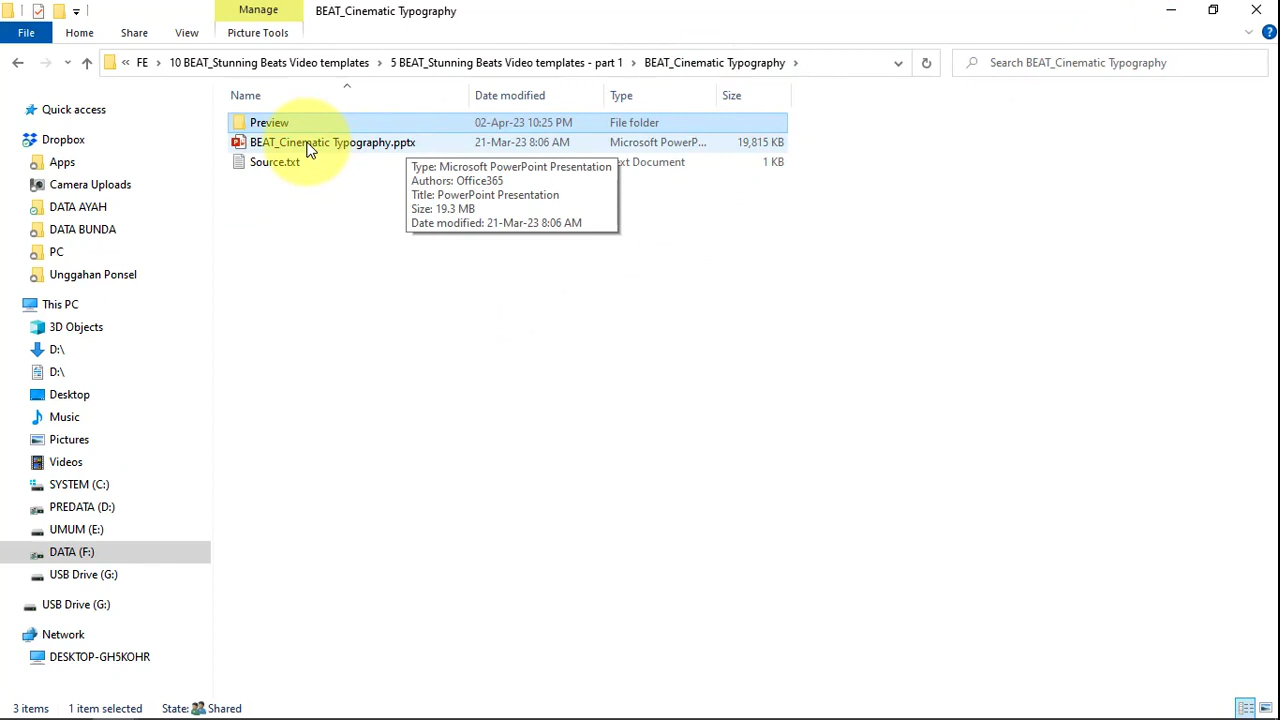 Manage
BEAT_Cinematic Typography
File
Home
Share
View
Picture Tools
« FE › 10 BEAT_Stunning Beats Video templates › 5 BEAT_Stunning Beats Video templates - part 1 › BEAT_Cinematic Typography ›
Search BEAT_Cinematic Typography
Name
Date modified
Type
Size
Preview
02-Apr-23 10:25 PM
File folder
BEAT_Cinematic Typography.pptx
21-Mar-23 8:06 AM
Microsoft PowerP...
19,815 KB
Source.txt
ext Document
1 KB
Type: Microsoft PowerPoint Presentation
Authors: Office365
Title: PowerPoint Presentation
Size: 19.3 MB
Date modified: 21-Mar-23 8:06 AM
Quick access
Dropbox
Apps
Camera Uploads
DATA AYAH
DATA BUNDA
PC
Unggahan Ponsel
This PC
3D Objects
D:\
D:\
Desktop
Music
Pictures
Videos
SYSTEM (C:)
PREDATA (D:)
UMUM (E:)
DATA (F:)
USB Drive (G:)
USB Drive (G:)
Network
DESKTOP-GH5KOHR
3 items
1 item selected
State: Shared